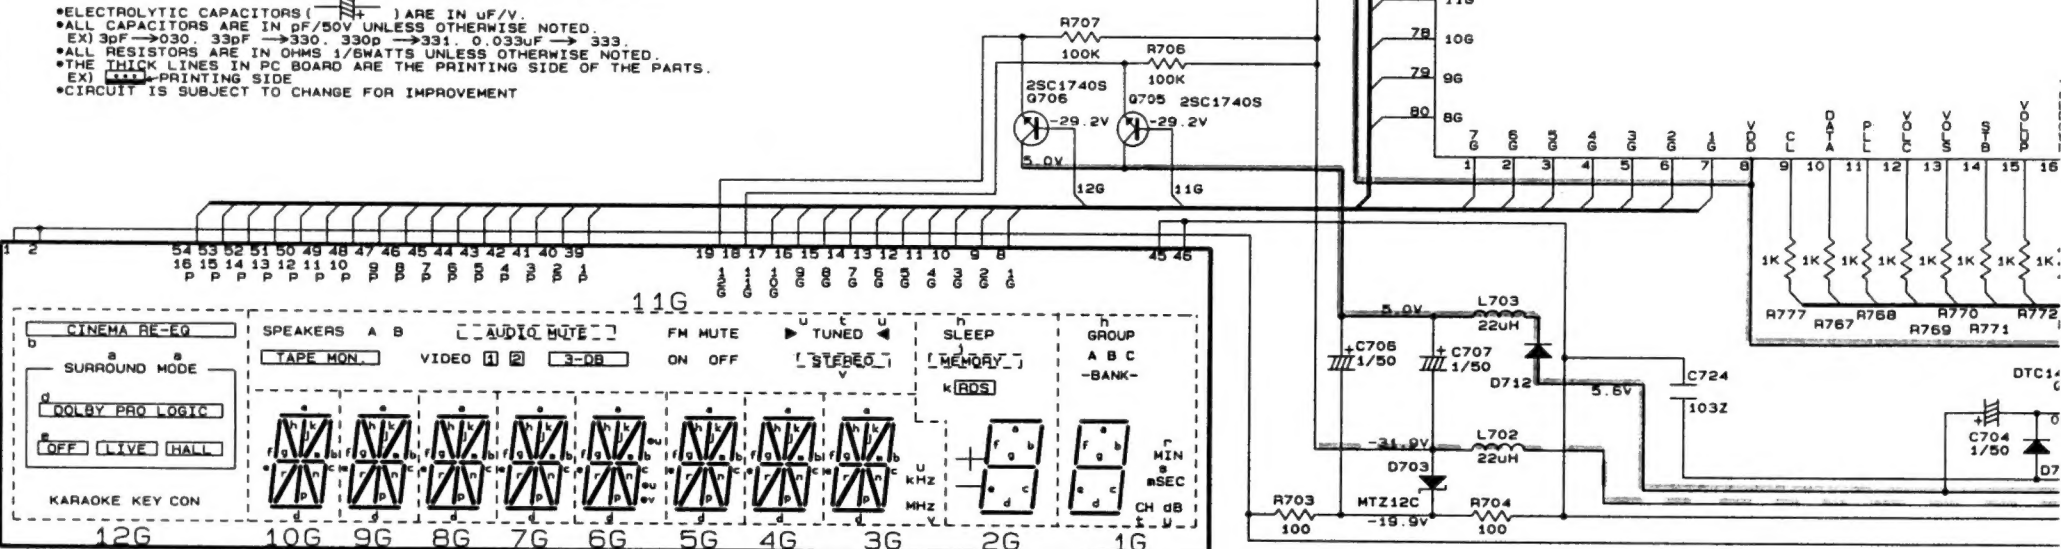 •ELECTROLYTIC CAPACITORS ( + ) ARE IN uF/V.
•ALL CAPACITORS ARE IN pF/50V UNLESS OTHERWISE NOTED.
EX) 3pF →030. 33pF →330. 330p →331. 0.033uF → 333.
•ALL RESISTORS ARE IN OHMS 1/6WATTS UNLESS OTHERWISE NOTED.
•THE THICK LINES IN PC BOARD ARE THE PRINTING SIDE OF THE PARTS.
EX) PRINTING SIDE
•CIRCUIT IS SUBJECT TO CHANGE FOR IMPROVEMENT
R707
100K
R706
100K
2SC1740S
Q706
-29.2V
Q705 2SC1740S
-29.2V
5.0V
12G
11G
11G
78 10G
79 9G
80 8G
7G 6G 5G 4G 3G 2G 1G VDD CL DATA PLL VOLC VOLS STB VOLDP
1 2 3 4 5 6 7 8 9 10 11 12 13 14 15 16
1K 1K 1K 1K 1K 1K 1K 1K.
R777 R767 R768 R769 R770 R771 R772
1 2
54 53 52 51 50 49 48 47 46 45 44 43 42 41 40 39
16P 15P 14P 13P 12P 11P 10P 9P 8P 7P 6P 5P 4P 3P 2P 1P
19 18 17 16 15 14 13 12 11 10 9 8
12G 11G 10G 9G 8G 7G 6G 5G 4G 3G 2G 1G
45 46
11G
CINEMA RE-EQ
b
a a
SURROUND MODE
d
DOLBY PRO LOGIC
e
OFF LIVE HALL
KARAOKE KEY CON
SPEAKERS A B AUDIO MUTE FM MUTE
u t u
▶ TUNED ◀
TAPE MON. VIDEO 1 2 3-DB ON OFF
STEREO
v
h
SLEEP
MEMORY
k RDS
h
GROUP
A B C
-BANK-
u
kHz
MHz
v
r
MIN
s
mSEC
CH dB
t u
12G 10G 9G 8G 7G 6G 5G 4G 3G 2G 1G
5.0V
L703
22uH
C706
1/50
C707
1/50
D712
5.6V
C724
103Z
-31.9V
L702
22uH
D703
MTZ12C
-19.9V
R703
100
R704
100
DTC14
C704
1/50
D7